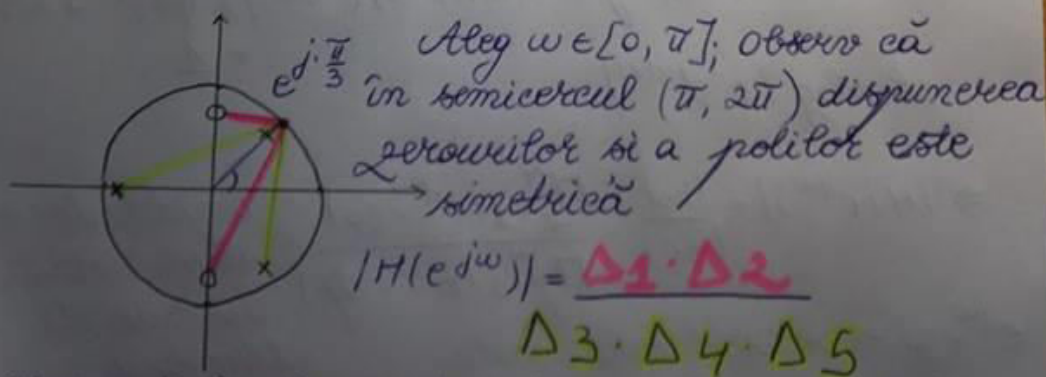 e^{j·π/3}
Aleg ω∈[0, π]; Observ că
în semicercul (π, 2π) dispunerea
zerourilor și a polilor este
simetrică
|H(e^{jω})| = Δ1·Δ2 / Δ3·Δ4·Δ5